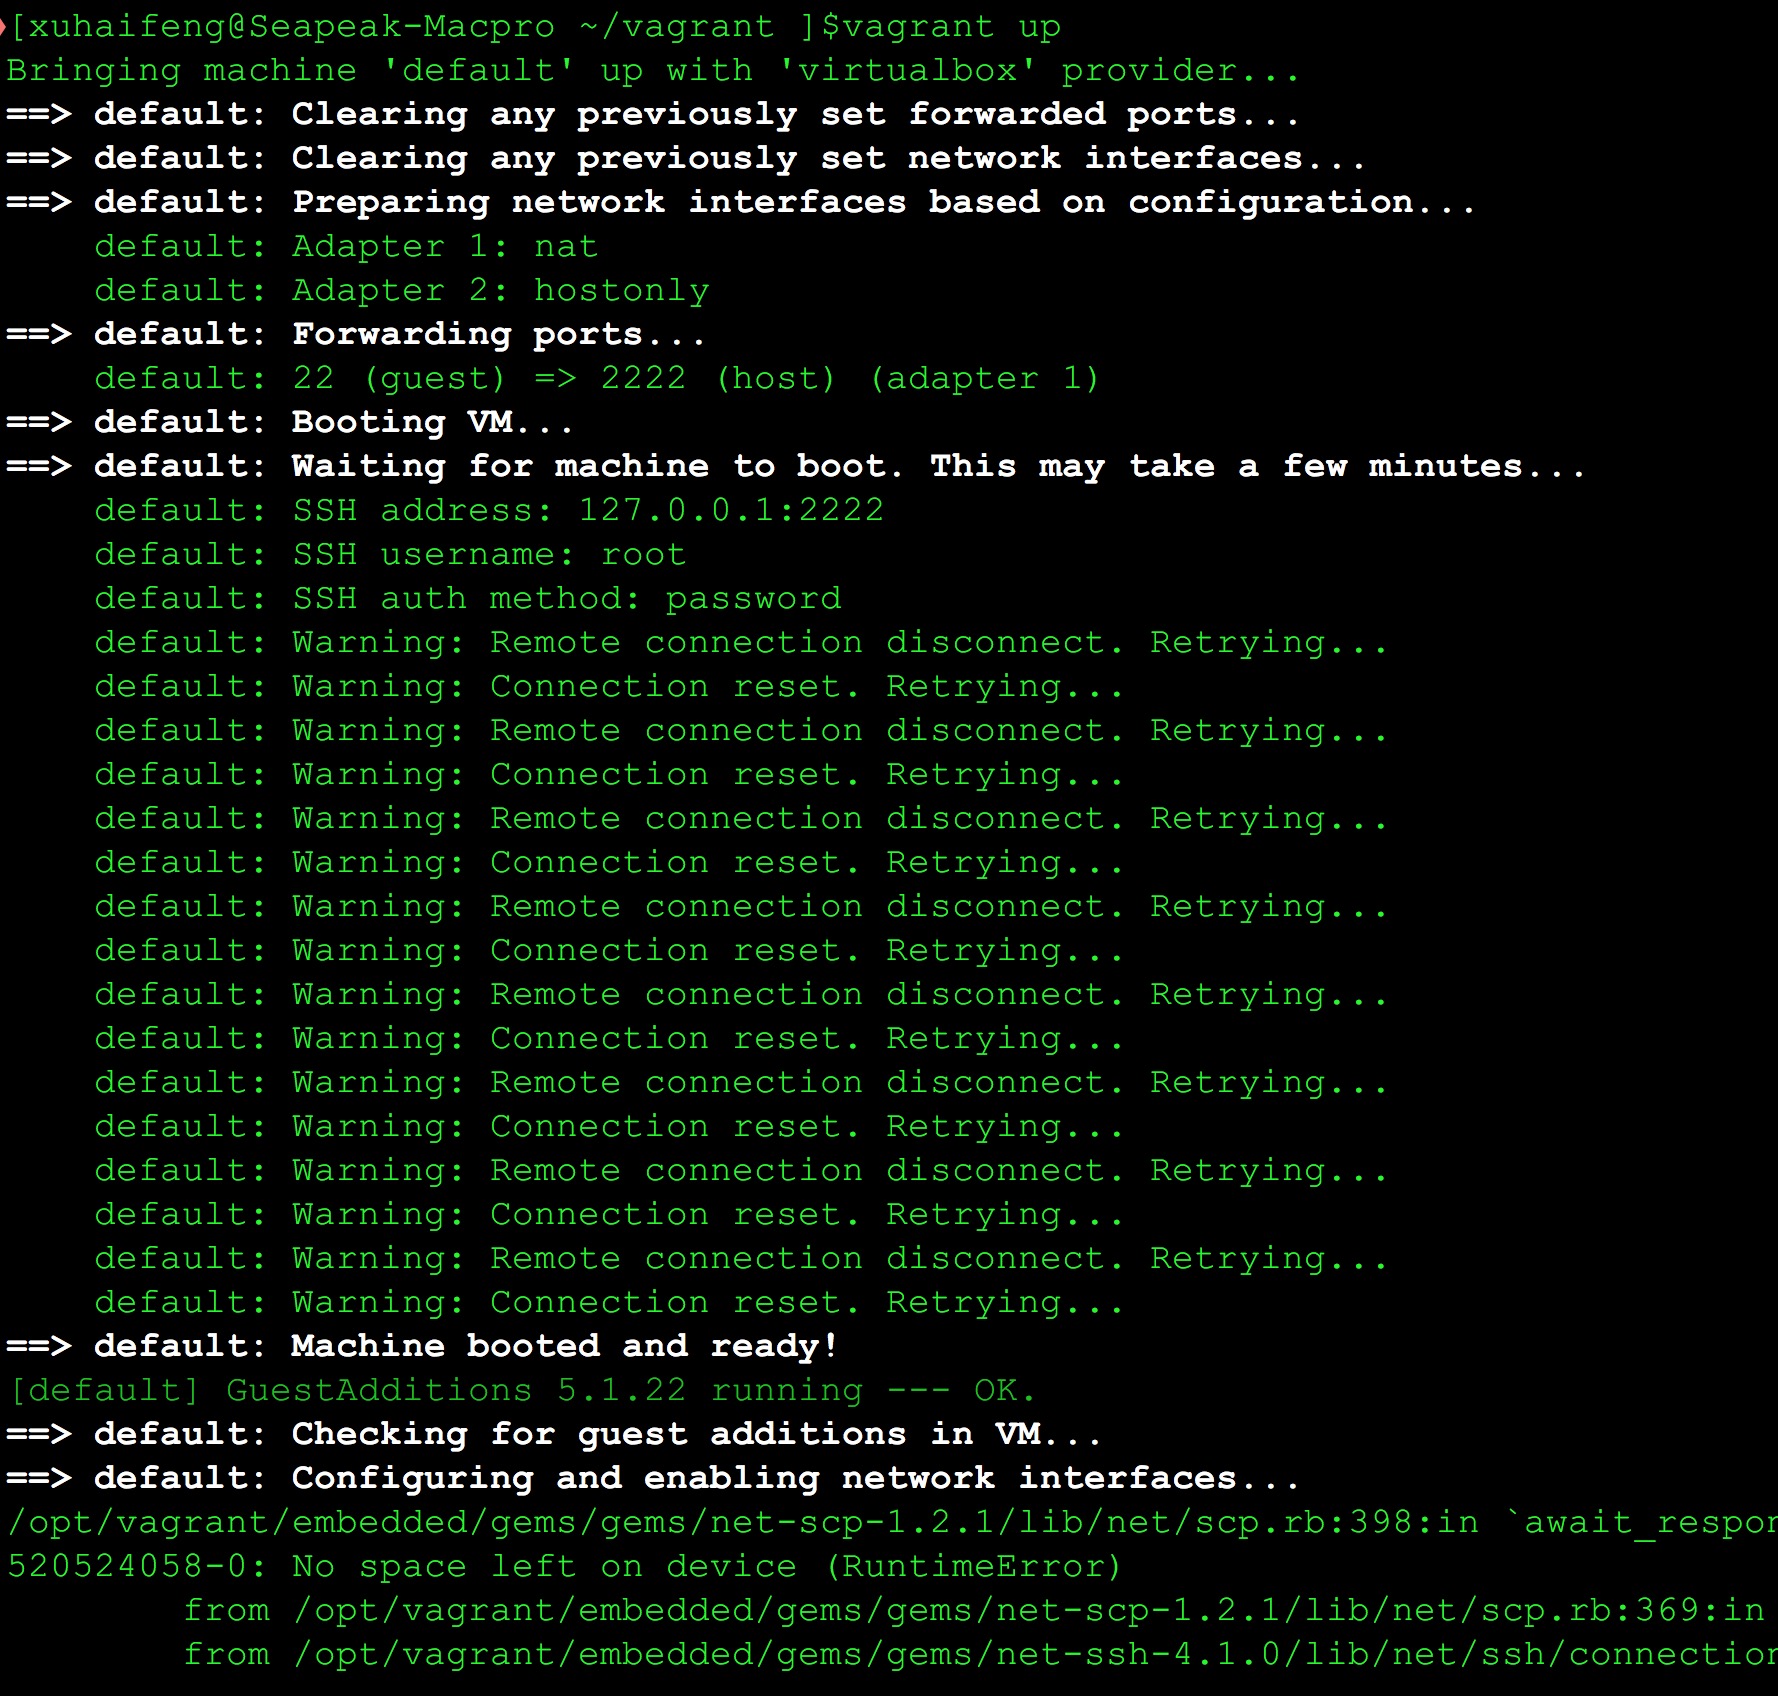 [xuhaifeng@Seapeak-Macpro ~/vagrant ]$vagrant up
Bringing machine 'default' up with 'virtualbox' provider...
==> default: Clearing any previously set forwarded ports...
==> default: Clearing any previously set network interfaces...
==> default: Preparing network interfaces based on configuration...
    default: Adapter 1: nat
    default: Adapter 2: hostonly
==> default: Forwarding ports...
    default: 22 (guest) => 2222 (host) (adapter 1)
==> default: Booting VM...
==> default: Waiting for machine to boot. This may take a few minutes...
    default: SSH address: 127.0.0.1:2222
    default: SSH username: root
    default: SSH auth method: password
    default: Warning: Remote connection disconnect. Retrying...
    default: Warning: Connection reset. Retrying...
    default: Warning: Remote connection disconnect. Retrying...
    default: Warning: Connection reset. Retrying...
    default: Warning: Remote connection disconnect. Retrying...
    default: Warning: Connection reset. Retrying...
    default: Warning: Remote connection disconnect. Retrying...
    default: Warning: Connection reset. Retrying...
    default: Warning: Remote connection disconnect. Retrying...
    default: Warning: Connection reset. Retrying...
    default: Warning: Remote connection disconnect. Retrying...
    default: Warning: Connection reset. Retrying...
    default: Warning: Remote connection disconnect. Retrying...
    default: Warning: Connection reset. Retrying...
    default: Warning: Remote connection disconnect. Retrying...
    default: Warning: Connection reset. Retrying...
==> default: Machine booted and ready!
[default] GuestAdditions 5.1.22 running --- OK.
==> default: Checking for guest additions in VM...
==> default: Configuring and enabling network interfaces...
/opt/vagrant/embedded/gems/gems/net-scp-1.2.1/lib/net/scp.rb:398:in `await_respon
520524058-0: No space left on device (RuntimeError)
        from /opt/vagrant/embedded/gems/gems/net-scp-1.2.1/lib/net/scp.rb:369:in
        from /opt/vagrant/embedded/gems/gems/net-ssh-4.1.0/lib/net/ssh/connection